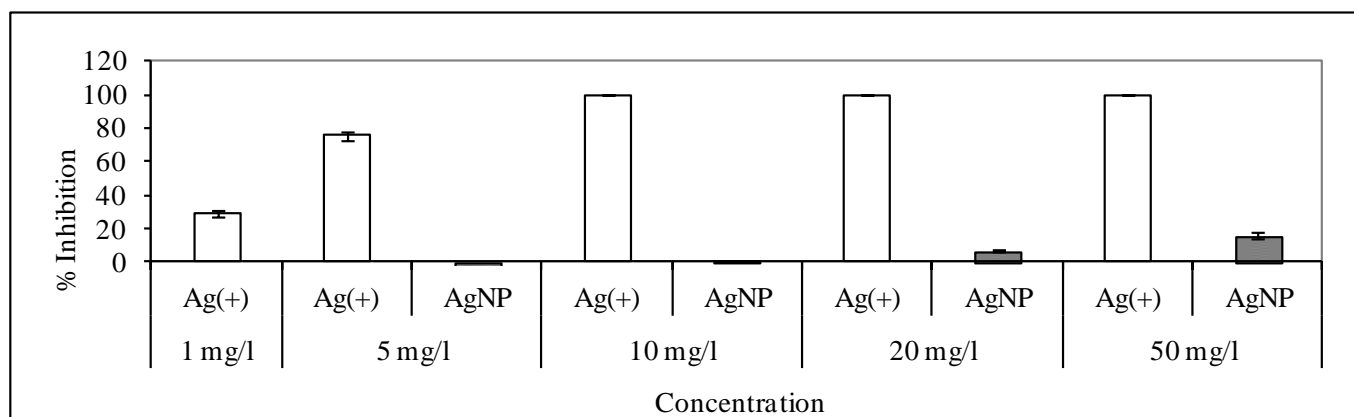 120
100
80
60
40
20
0
% Inhibition
Ag(+) Ag(+) AgNP Ag(+) AgNP Ag(+) AgNP Ag(+) AgNP
1 mg/l 5 mg/l 10 mg/l 20 mg/l 50 mg/l
Concentration